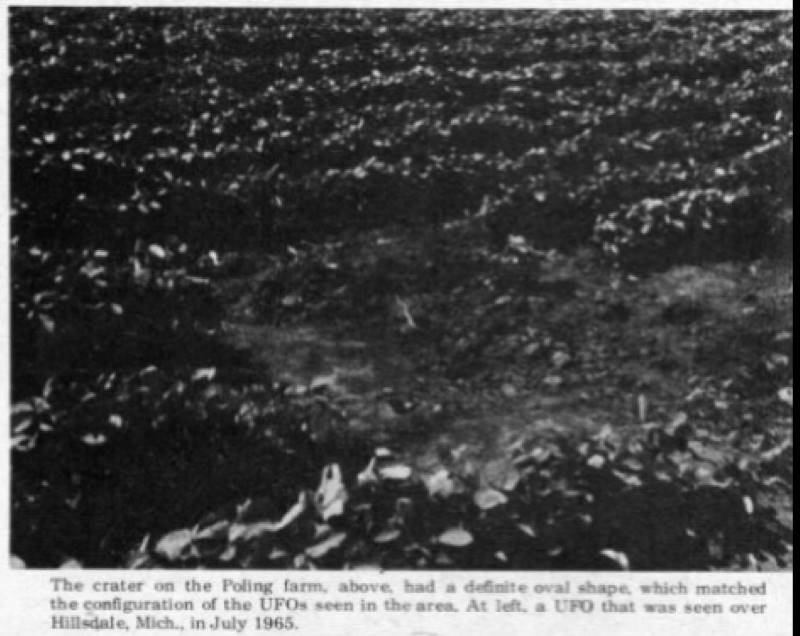 The crater on the Poling farm, above, had a definite oval shape, which matched
the configuration of the UFOs seen in the area. At left, a UFO that was seen over
Hillsdale, Mich., in July 1965.